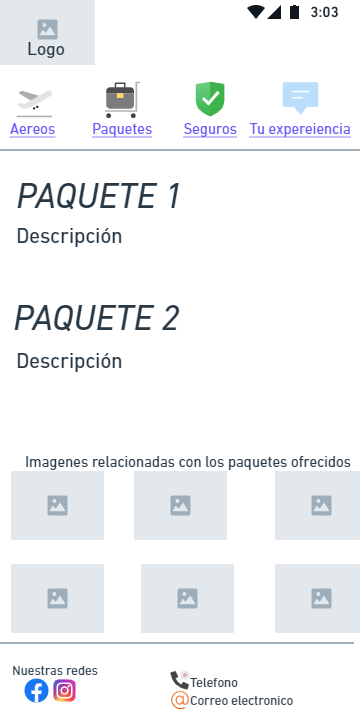 3:03
Logo
Aereos
Paquetes
Seguros
Tu expereiencia
PAQUETE 1
Descripción
PAQUETE 2
Descripción
Imagenes relacionadas con los paquetes ofrecidos
Nuestras redes
Telefono
Correo electronico